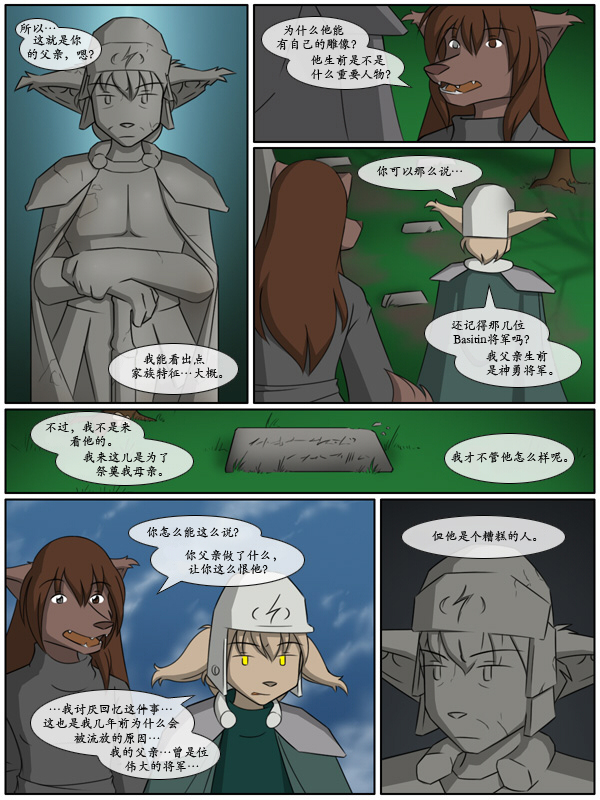 所以…
这就是你
的父亲，嗯？
我能看出点
家族特征…大概。
为什么他能
有自己的雕像？
他生前是不是
什么重要人物？
你可以那么说…
还记得那几位
Basitin将军吗？
我父亲生前
是神勇将军。
不过，我不是来
看他的。
我来这儿是为了
祭奠我母亲。
我才不管他怎么样呢。
你怎么能这么说？
你父亲做了什么，
让你这么恨他？
…我讨厌回忆这件事…
这也是我几年前为什么会
被流放的原因…
我的父亲…曾是位
伟大的将军…
但他是个糟糕的人。